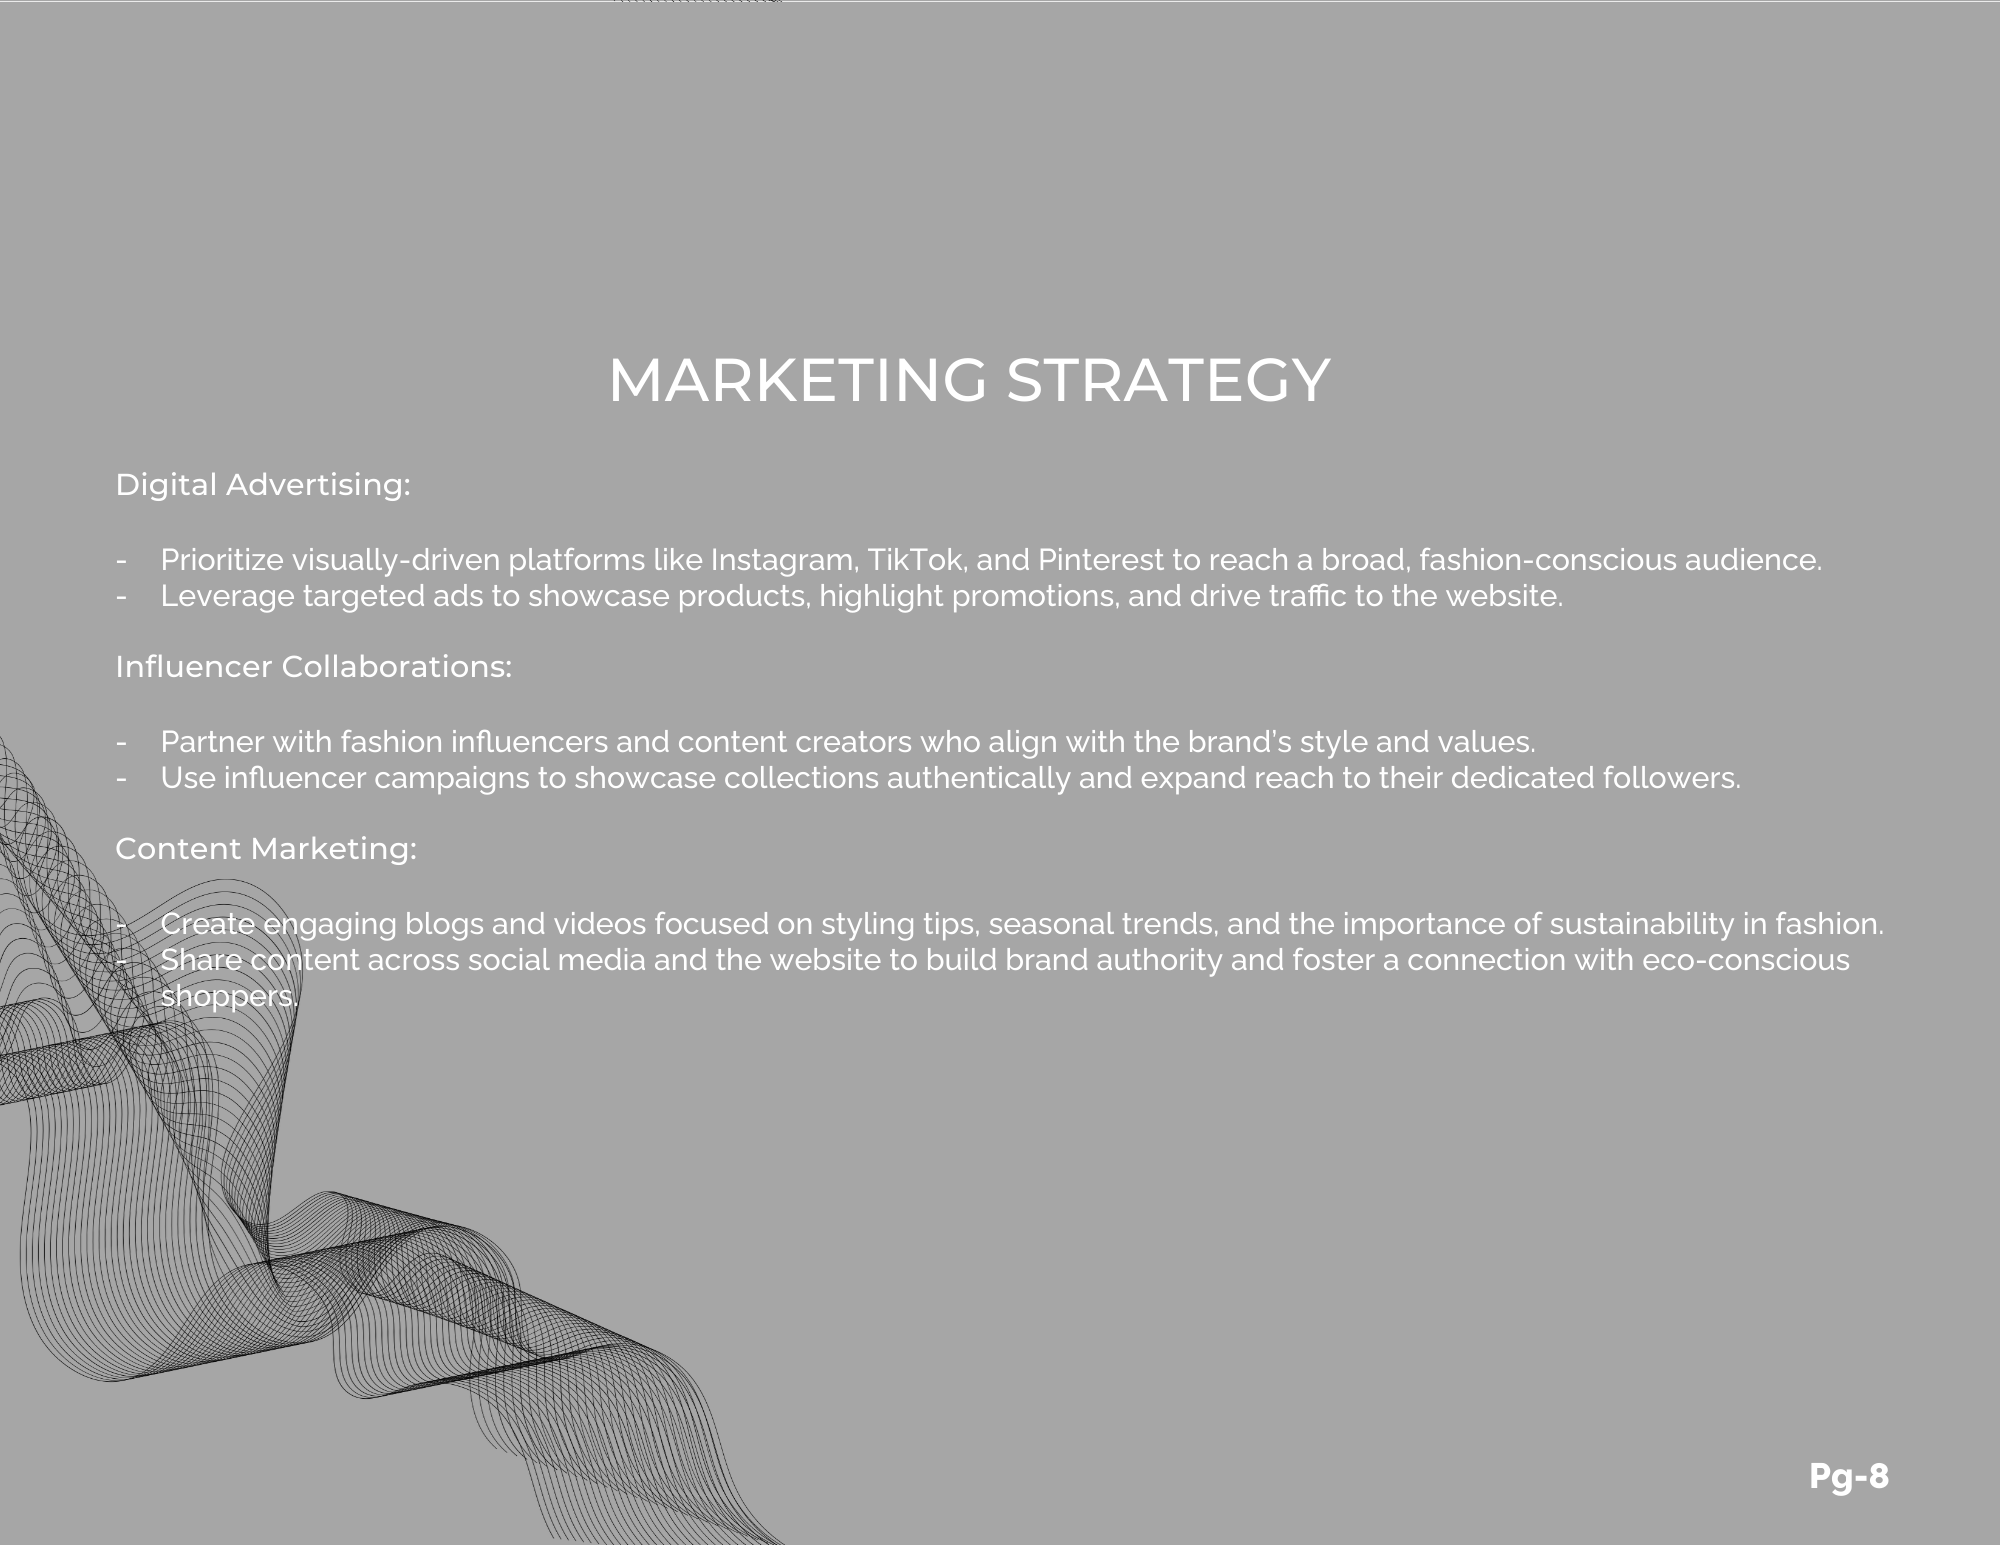 MARKETING STRATEGY
Digital Advertising:
- Prioritize visually-driven platforms like Instagram, TikTok, and Pinterest to reach a broad, fashion-conscious audience.
- Leverage targeted ads to showcase products, highlight promotions, and drive traffic to the website.
Influencer Collaborations:
- Partner with fashion influencers and content creators who align with the brand’s style and values.
- Use influencer campaigns to showcase collections authentically and expand reach to their dedicated followers.
Content Marketing:
- Create engaging blogs and videos focused on styling tips, seasonal trends, and the importance of sustainability in fashion.
- Share content across social media and the website to build brand authority and foster a connection with eco-conscious
shoppers.
Pg-8